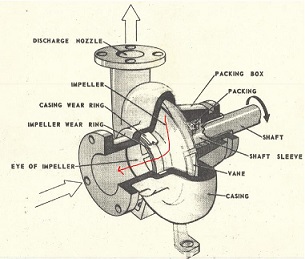 DISCHARGE NOZZLE
IMPELLER
PACKING BOX
PACKING
CASING WEAR RING
IMPELLER WEAR RING
SHAFT
SHAFT SLEEVE
EYE OF IMPELLER
VANE
CASING